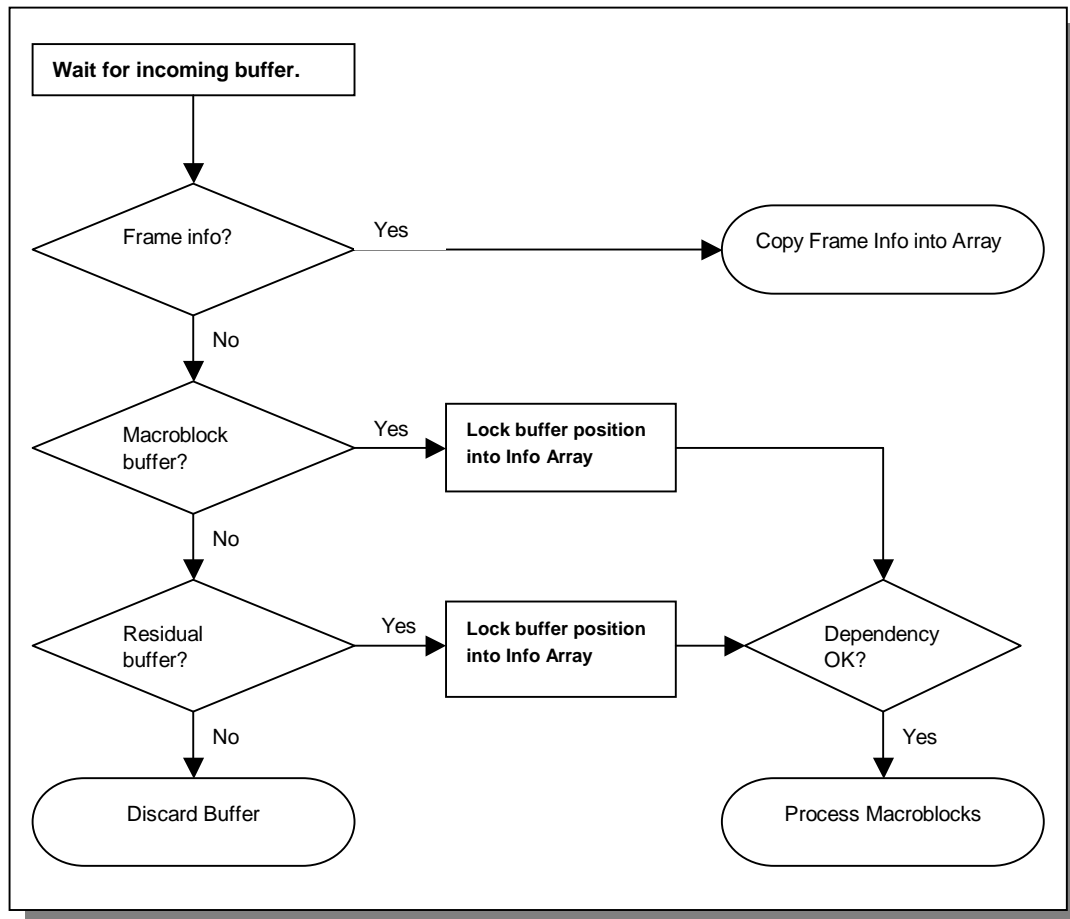 Wait for incoming buffer.
Frame info?
Yes
Copy Frame Info into Array
No
Macroblock
buffer?
Yes
Lock buffer position
into Info Array
No
Residual
buffer?
Yes
Lock buffer position
into Info Array
Dependency
OK?
No
Yes
Discard Buffer
Process Macroblocks